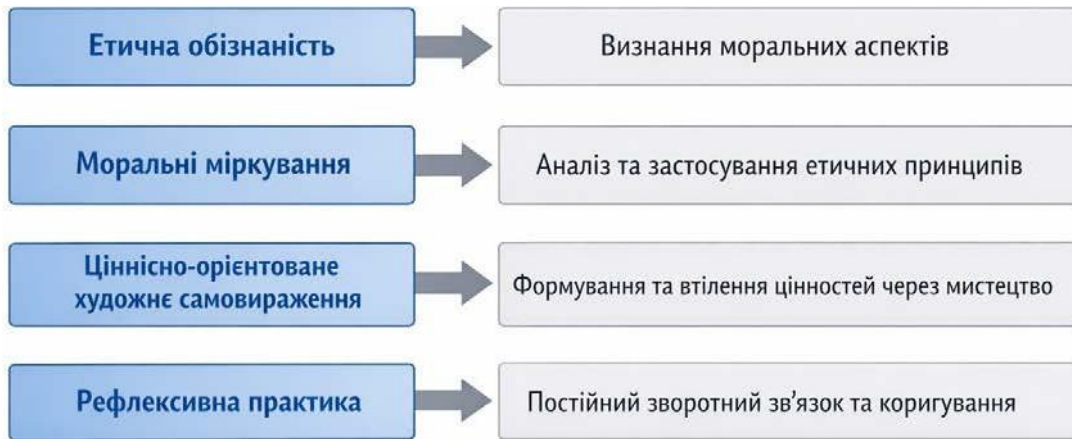 Етична обізнаність
Визнання моральних аспектів
Моральні міркування
Аналіз та застосування етичних принципів
Ціннісно-орієнтоване
художнє самовираження
Формування та втілення цінностей через мистецтво
Рефлексивна практика
Постійний зворотний зв'язок та коригування